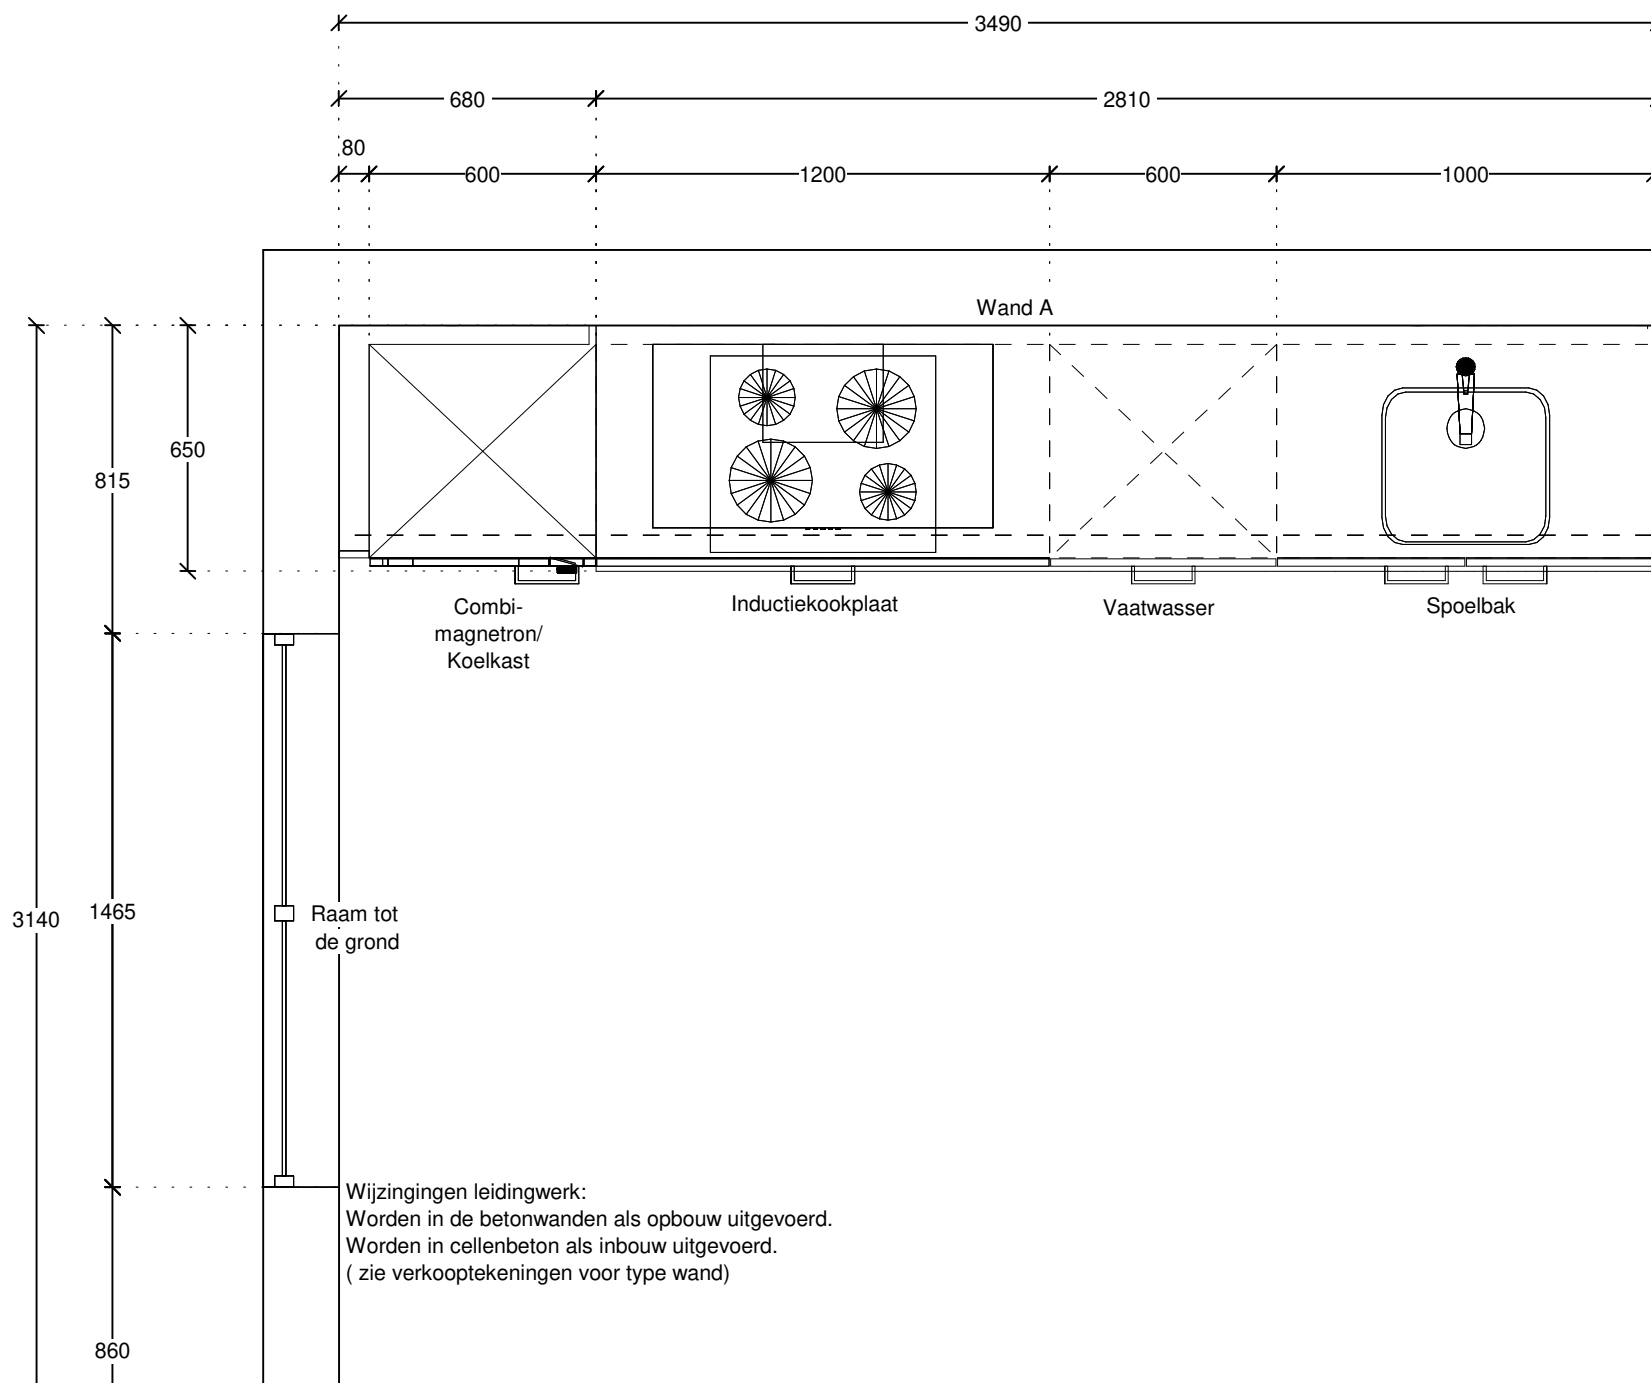 3490
680
2810
80
600
1200
600
1000
Wand A
650
815
Combi-
magnetron/
Koelkast
Inductiekookplaat
Vaatwasser
Spoelbak
3140
1465
Raam tot
de grond
Wijzingingen leidingwerk:
Worden in de betonwanden als opbouw uitgevoerd.
Worden in cellenbeton als inbouw uitgevoerd.
( zie verkooptekeningen voor type wand)
860